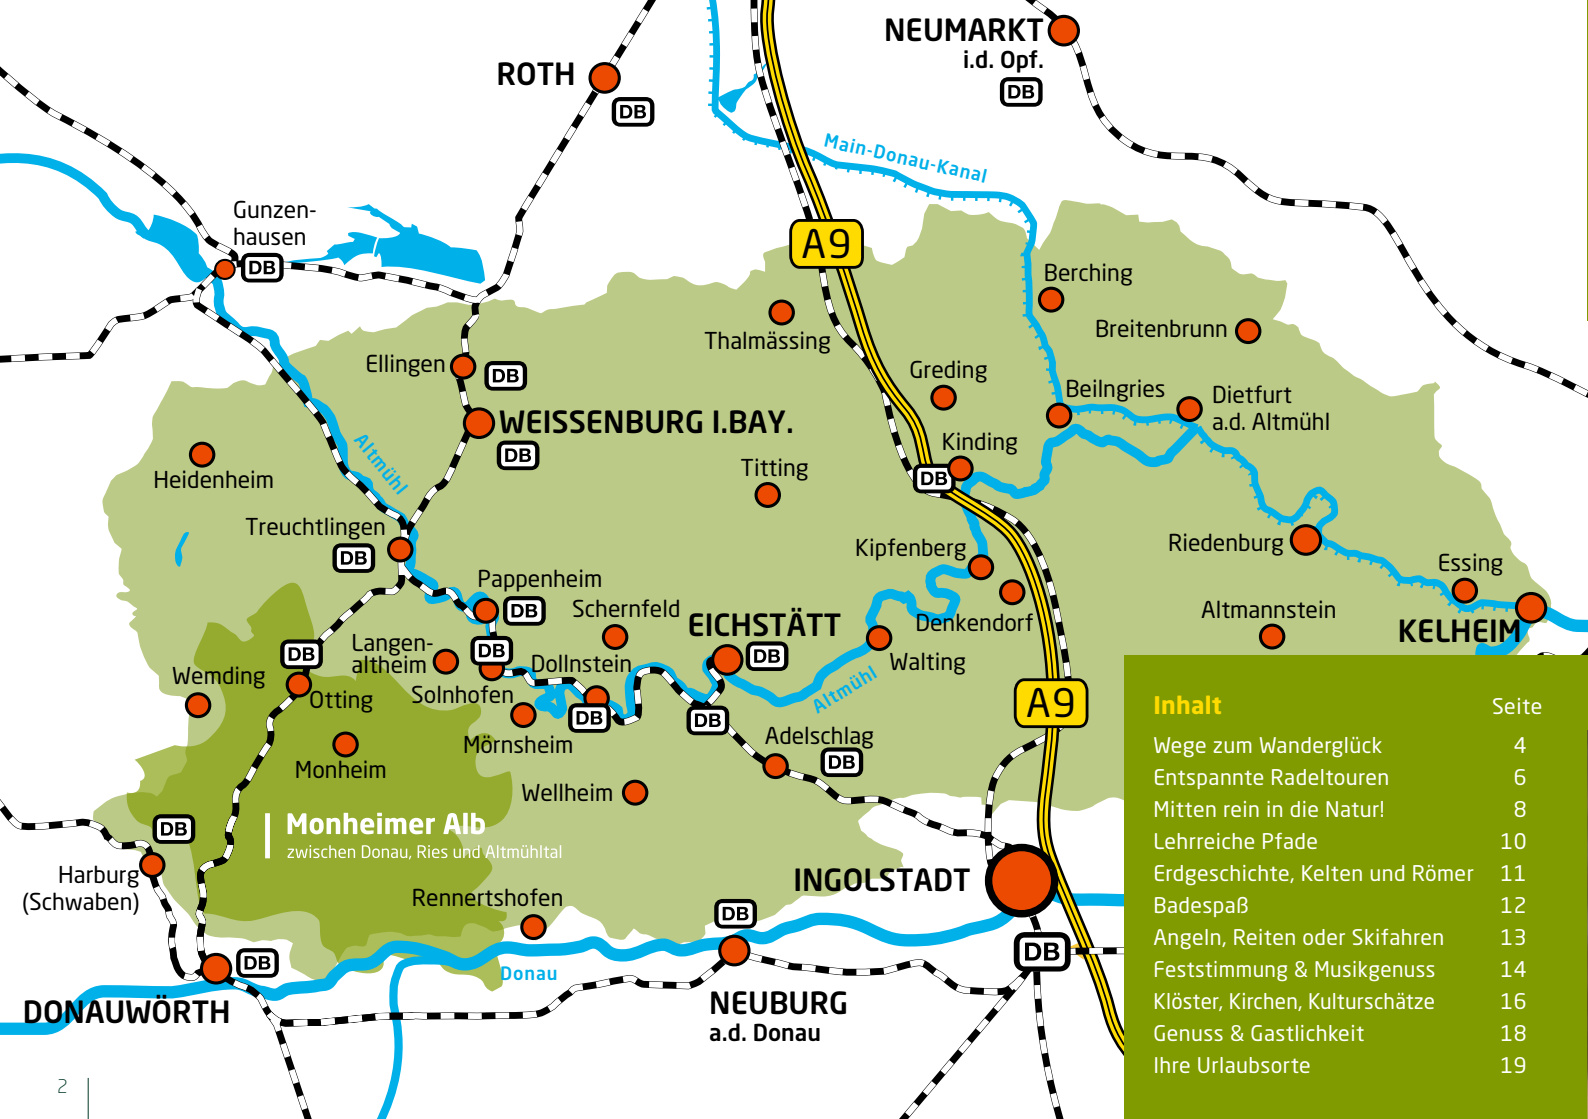 NEUMARKT
i.d. Opf.
DB
ROTH
DB
Main-Donau-Kanal
Gunzen-
hausen
DB
A9
Berching
Breitenbrunn
Thalmässing
Ellingen
DB
Greding
Beilngries
Dietfurt
a.d. Altmühl
WEISSENBURG I.BAY.
DB
Altmühl
Kinding
DB
Titting
Heidenheim
Treuchtlingen
DB
Kipfenberg
Riedenburg
Essing
Pappenheim
DB
Schernfeld
EICHSTÄTT
DB
Denkendorf
Altmannstein
KELHEIM
Langen-
altheim
DB
Dollnstein
DB
Walting
Altmühl
DB
Wemding
Otting
Solnhofen
DB
A9
Mörnsheim
Adelschlag
DB
Monheim
Wellheim
Monheimer Alb
zwischen Donau, Ries und Altmühltal
DB
Harburg
(Schwaben)
Rennertshofen
INGOLSTADT
DB
DB
DB
Donau
DONAUWÖRTH
NEUBURG
a.d. Donau
Inhalt Seite
Wege zum Wanderglück 4
Entspannte Radeltouren 6
Mitten rein in die Natur! 8
Lehrreiche Pfade 10
Erdgeschichte, Kelten und Römer 11
Badespaß 12
Angeln, Reiten oder Skifahren 13
Feststimmung & Musikgenuss 14
Klöster, Kirchen, Kulturschätze 16
Genuss & Gastlichkeit 18
Ihre Urlaubsorte 19
2